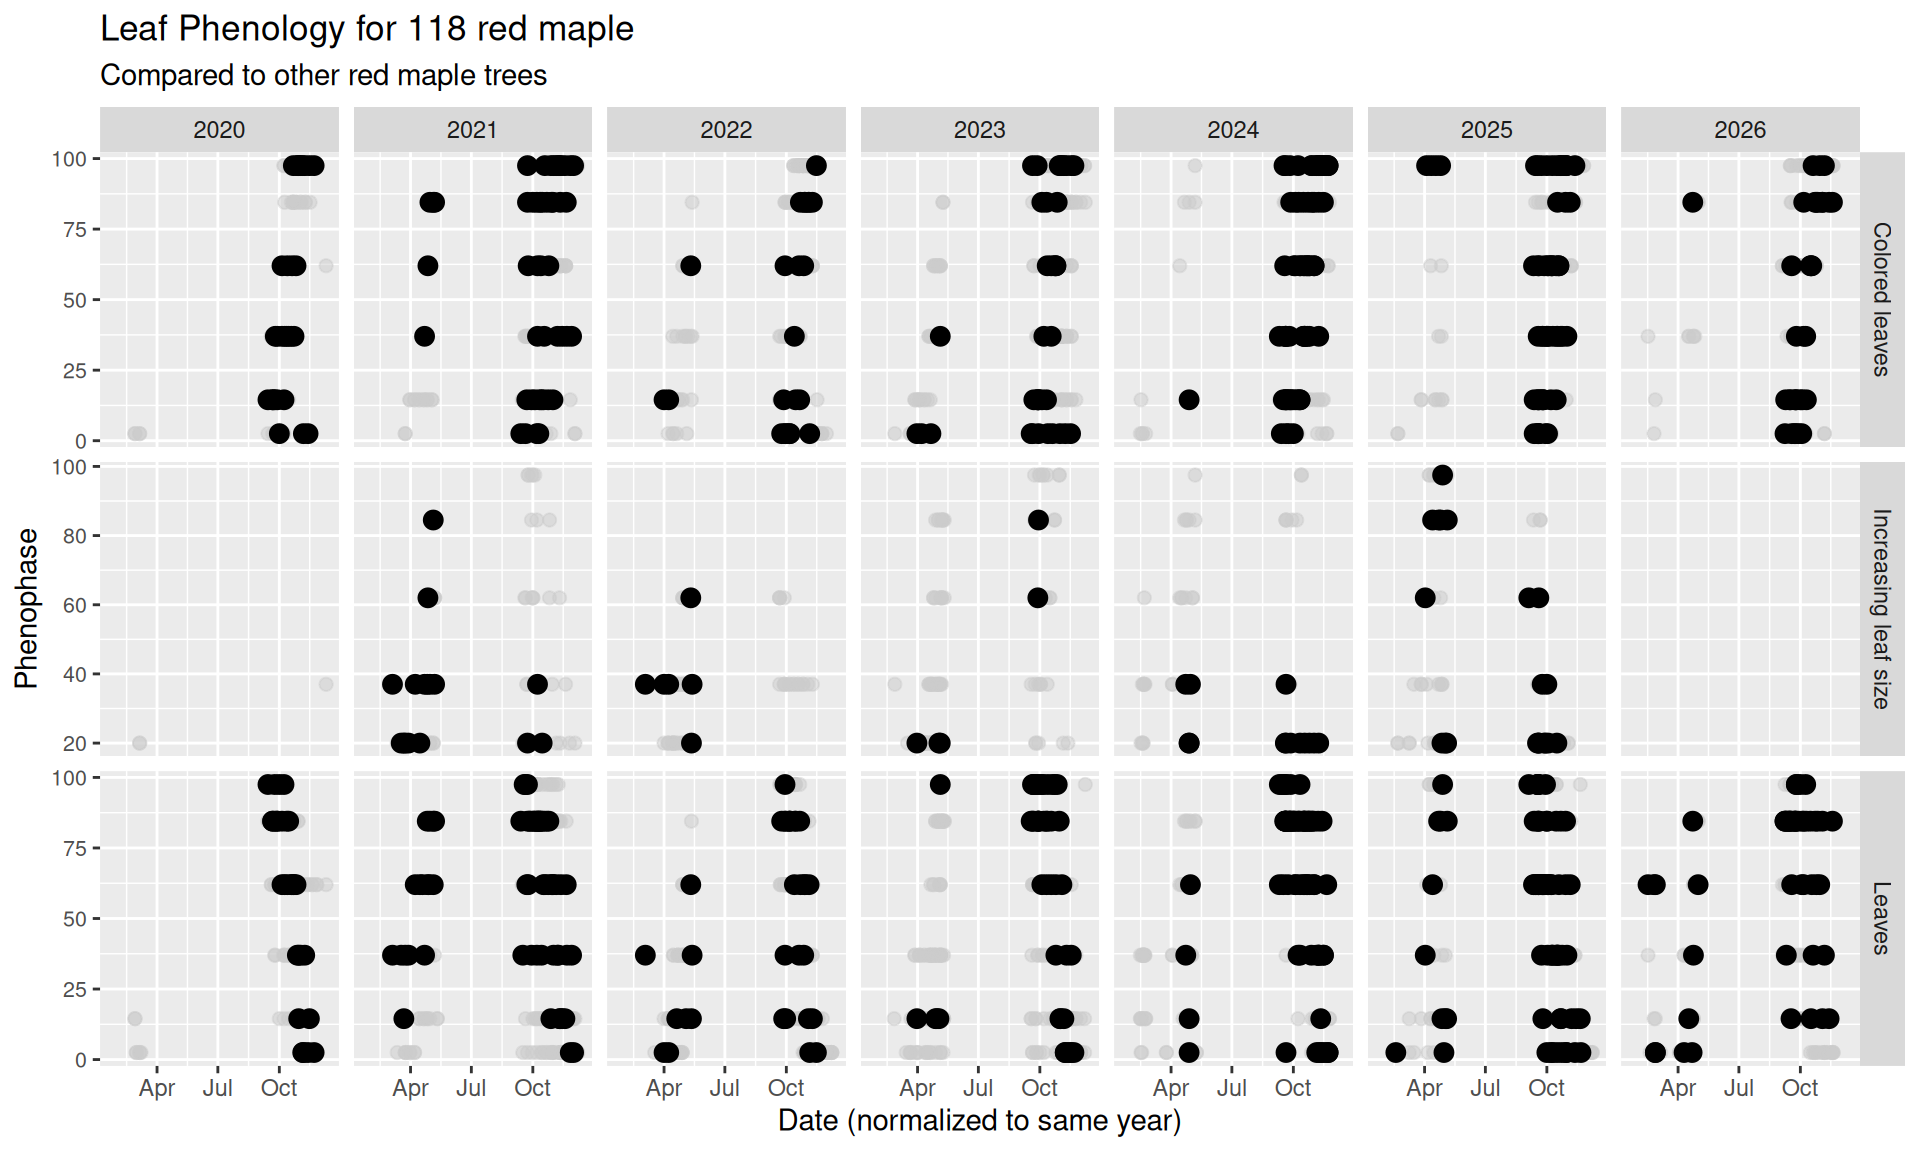 Leaf Phenology for 118 red maple
Compared to other red maple trees
2020 2021 2022 2023 2024 2025 2026
100
75
50
25
0
Colored leaves
100
80
60
40
20
Increasing leaf size
100
75
50
25
0
Leaves
Phenophase
Apr Jul Oct Apr Jul Oct Apr Jul Oct Apr Jul Oct Apr Jul Oct Apr Jul Oct Apr Jul Oct
Date (normalized to same year)